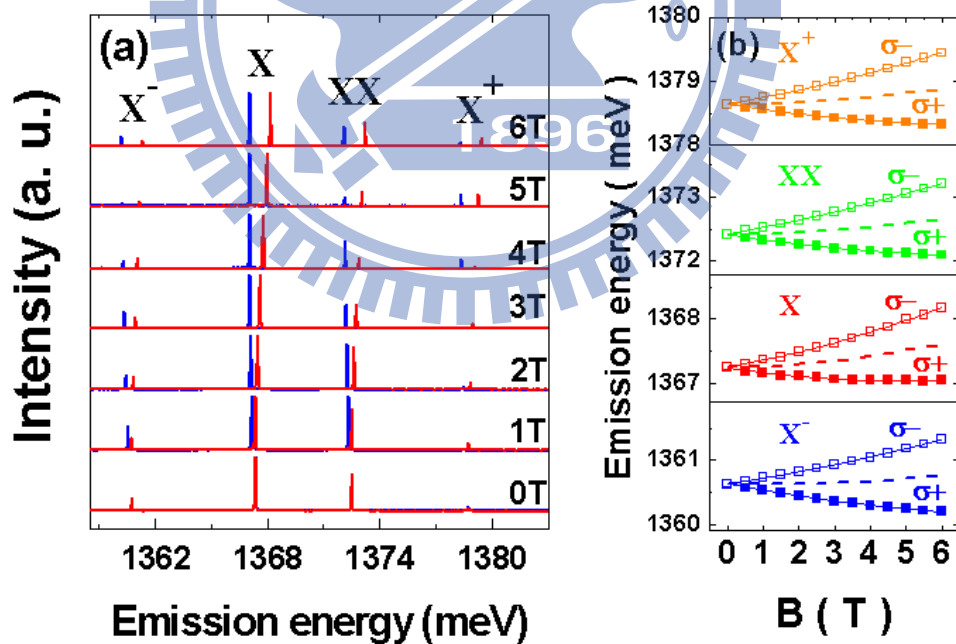 (a)
X⁻
X
XX
X⁺
6T
5T
4T
3T
2T
1T
0T
1362
1368
1374
1380
Intensity (a. u.)
Emission energy (meV)
1896
(b)
1380
1379
1378
1373
1372
1368
1367
1361
1360
X⁺
σ−
σ+
XX
σ−
σ+
X
σ−
σ+
X⁻
σ−
σ+
0 1 2 3 4 5 6
Emission energy ( meV)
B ( T )